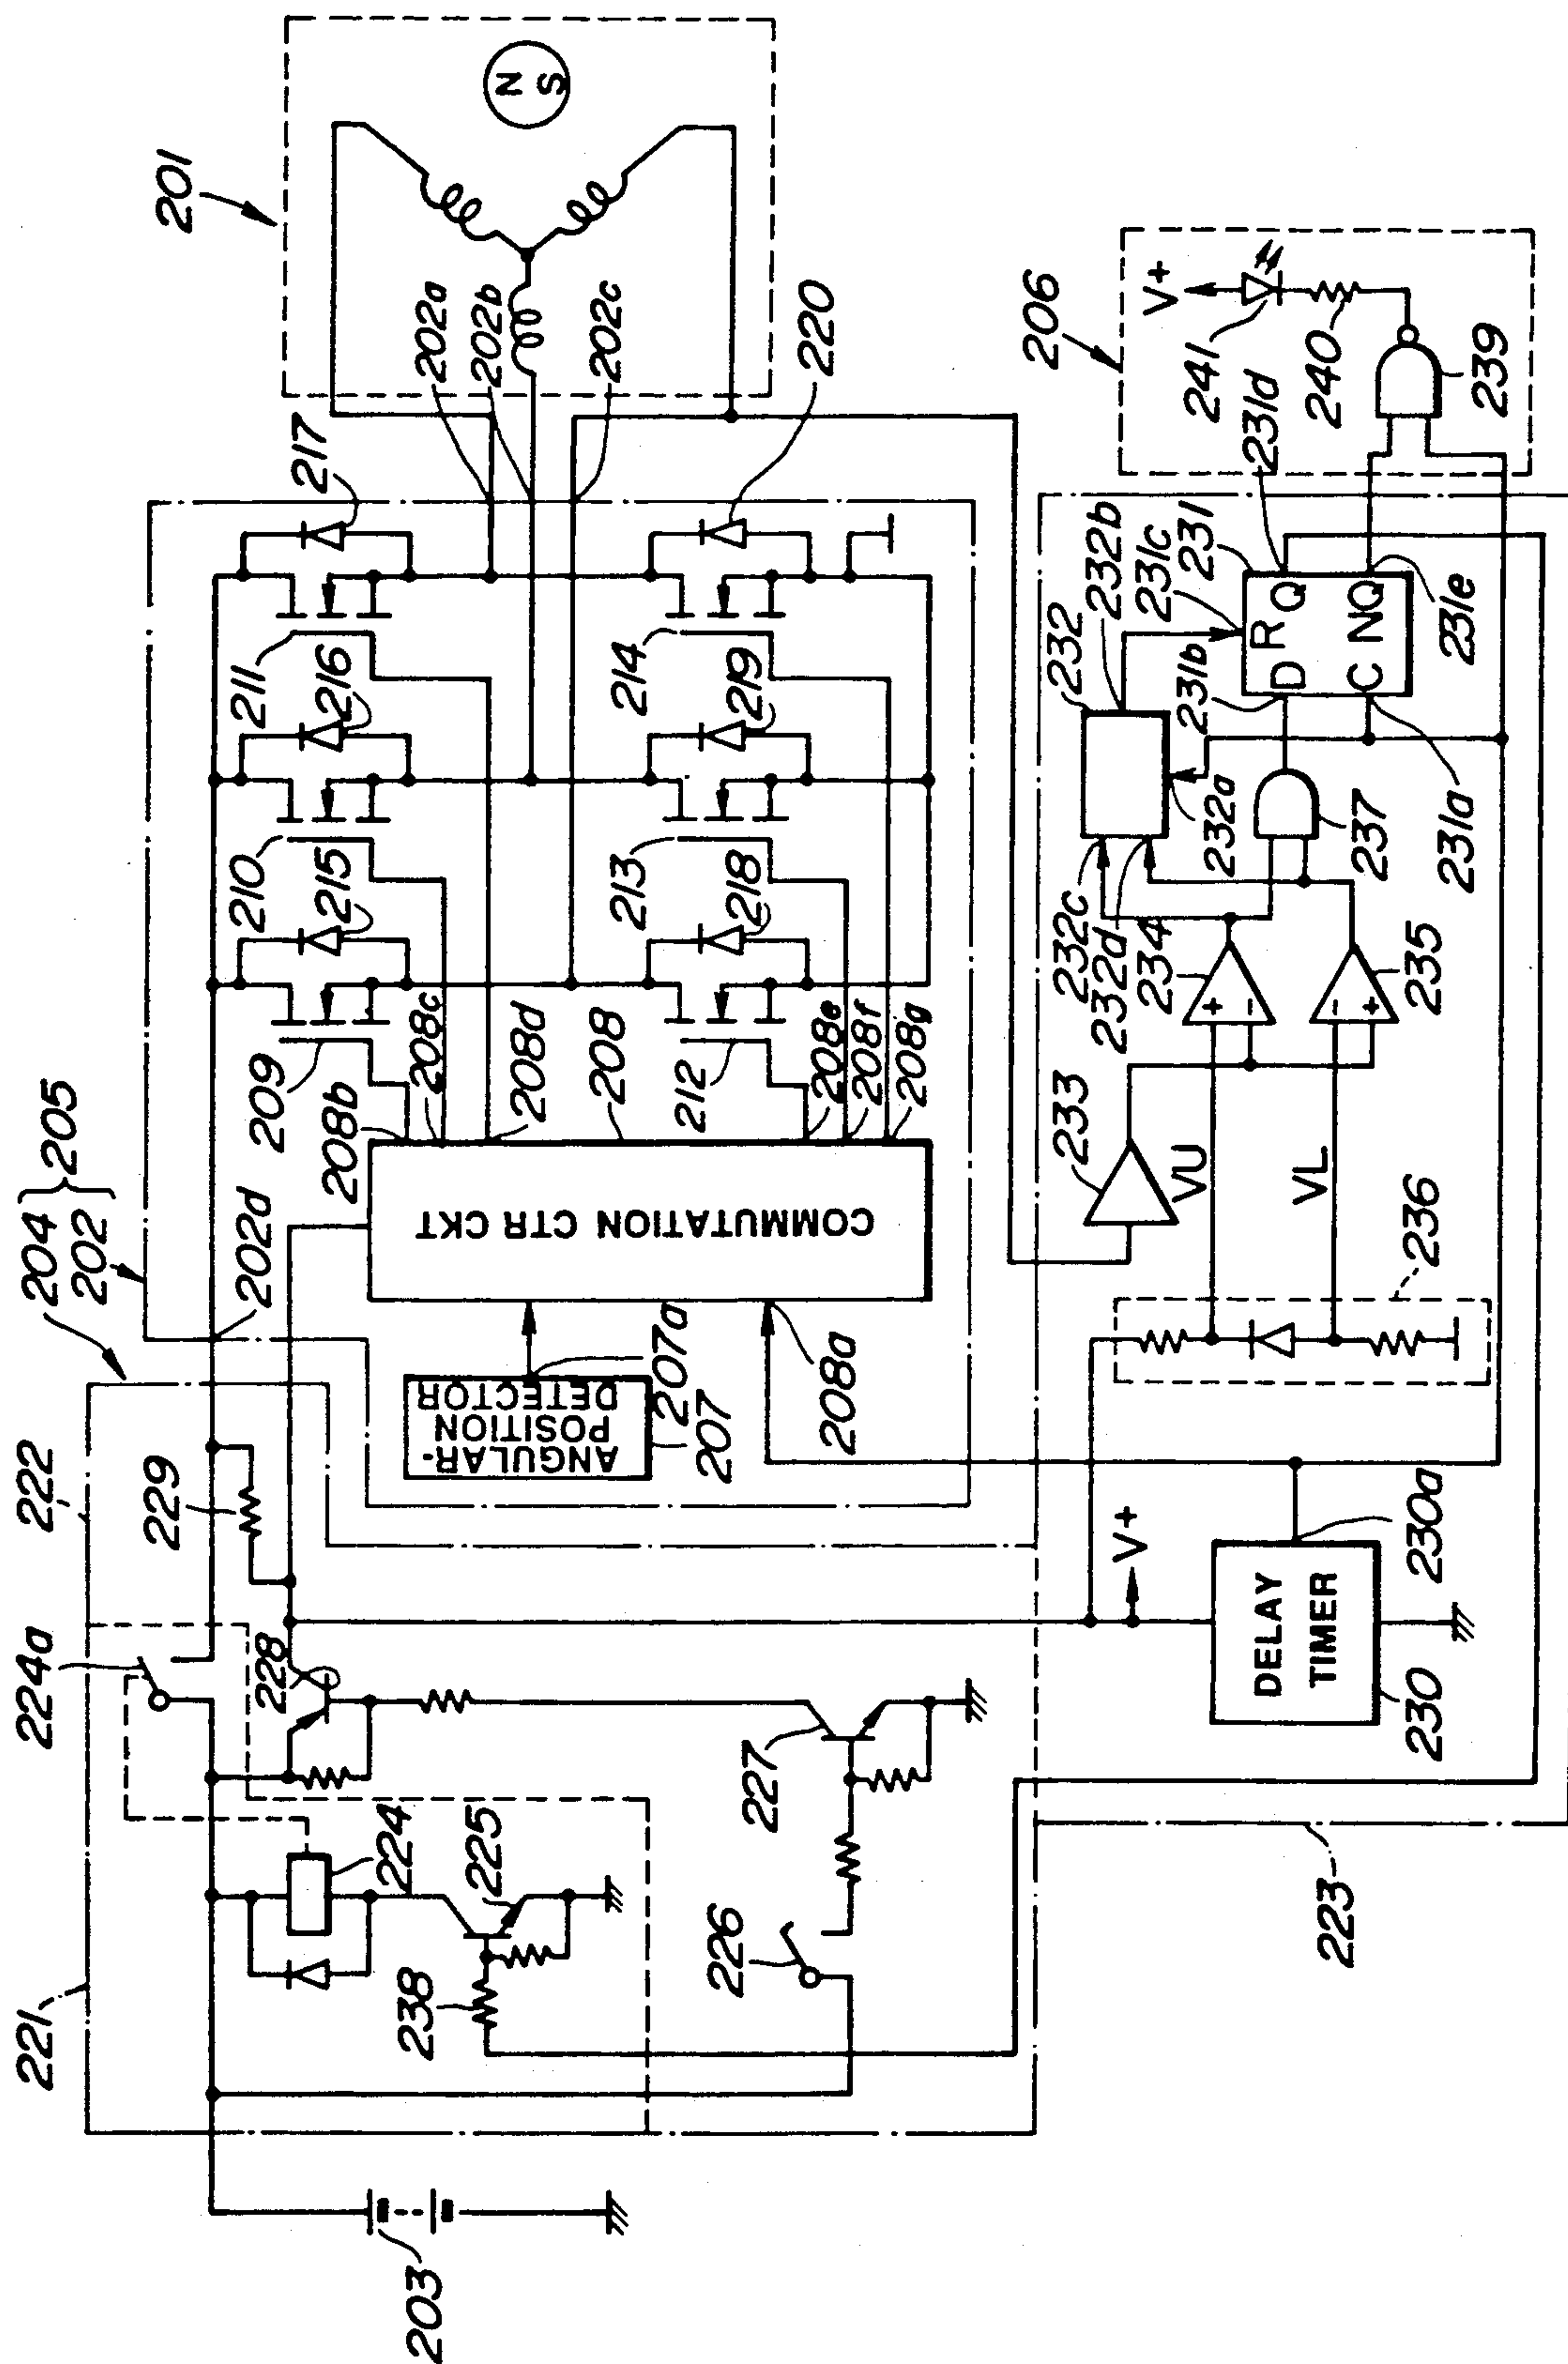 204
202
205
221
222
224a
229
202d
209
208b
208c
208d
208
212
208e
208f
208g
210
215
213
218
211
216
214
219
217
220
202a
202b
202c
201
N
S
203
224
225
238
228
226
227
ANGULAR-
POSITION
DETECTOR
207a
207
208a
COMMUTATION CTR CKT
V+
DELAY
TIMER
230
230a
223
236
VU
VL
233
234
235
+
-
-
+
232c
232d
232
232a
232b
237
231a
231b
231c
231
231d
231e
R
D
Q
C
NQ
206
V+
241
240
239